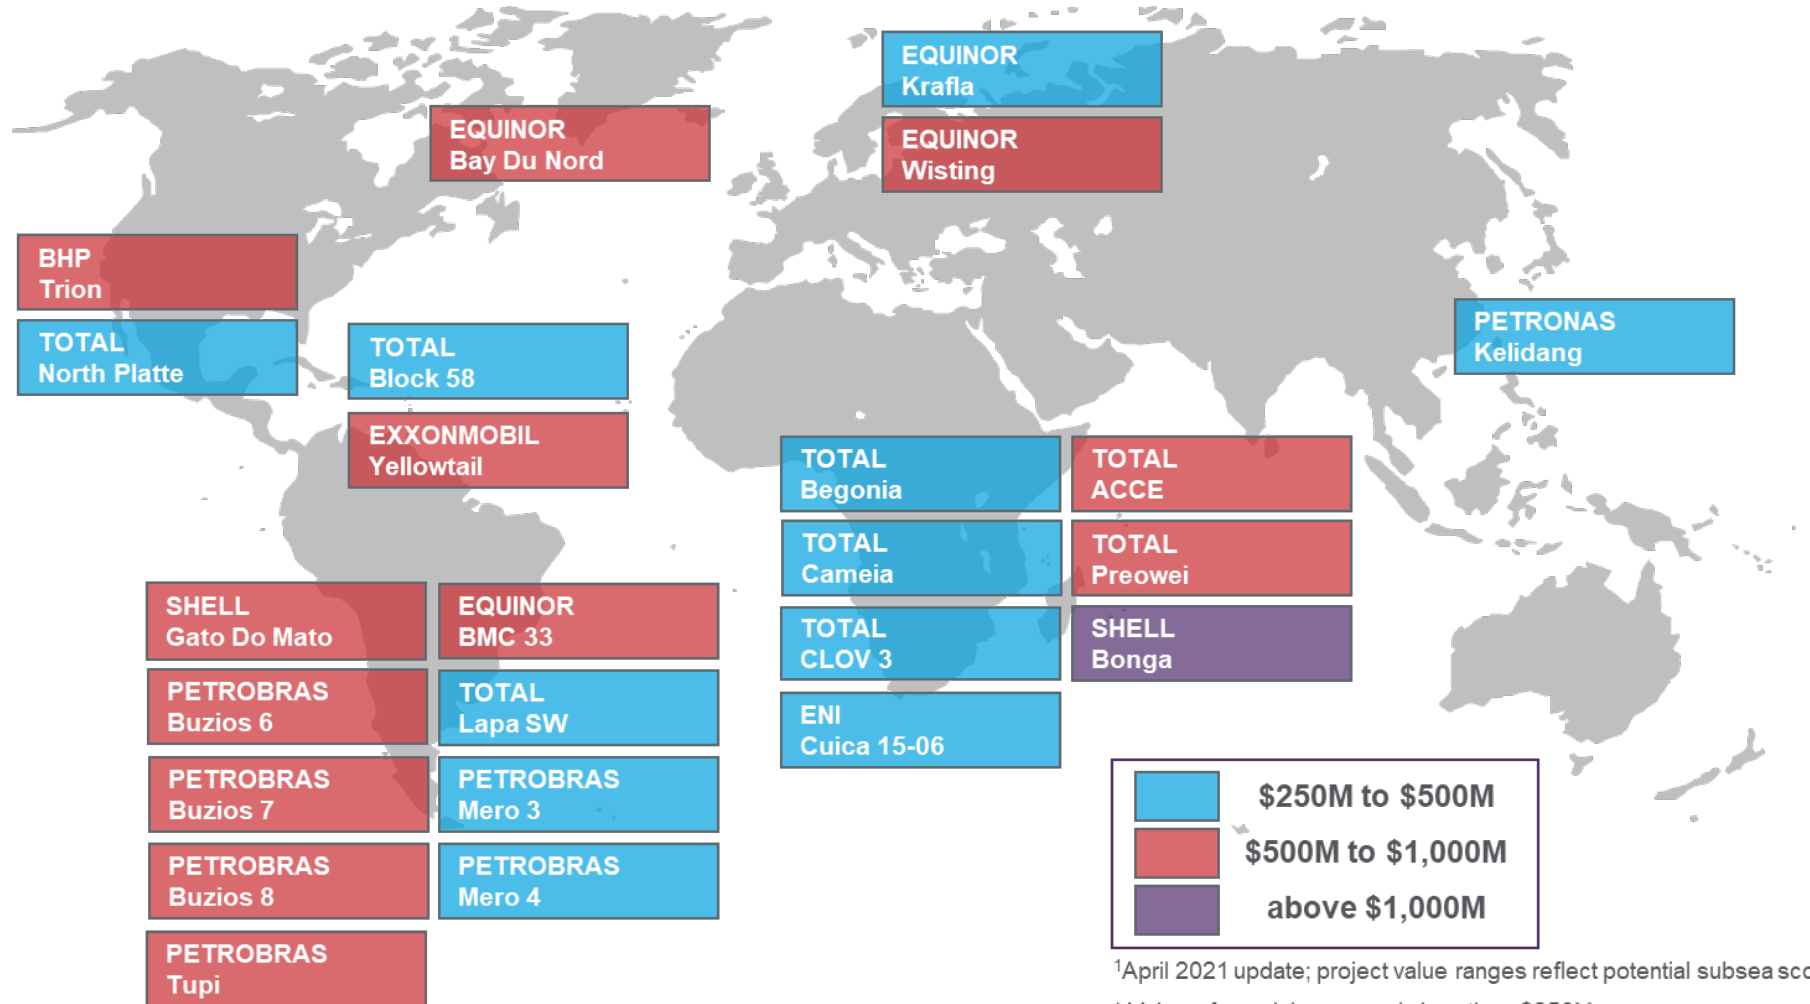 EQUINOR
Krafla
EQUINOR
Bay Du Nord
EQUINOR
Wisting
BHP
Trion
TOTAL
North Platte
TOTAL
Block 58
PETRONAS
Kelidang
EXXONMOBIL
Yellowtail
TOTAL
Begonia
TOTAL
ACCE
TOTAL
Cameia
TOTAL
Preowei
SHELL
Gato Do Mato
EQUINOR
BMC 33
TOTAL
CLOV 3
SHELL
Bonga
PETROBRAS
Buzios 6
TOTAL
Lapa SW
ENI
Cuica 15-06
PETROBRAS
Buzios 7
PETROBRAS
Mero 3
PETROBRAS
Buzios 8
PETROBRAS
Mero 4
PETROBRAS
Tupi
$250M to $500M
$500M to $1,000M
above $1,000M
¹April 2021 update; project value ranges reflect potential subsea